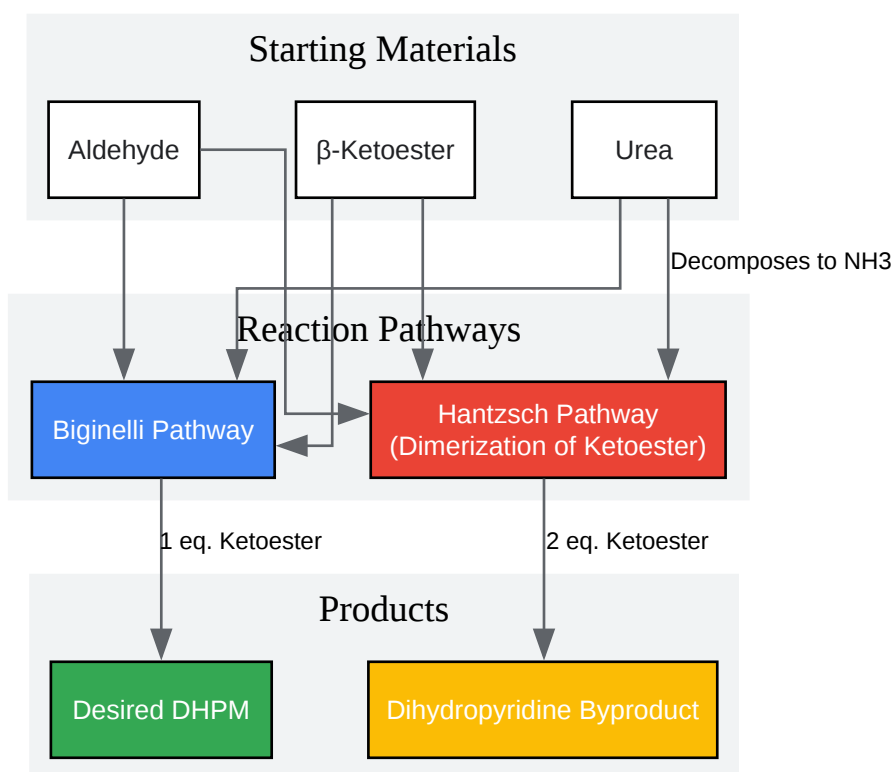 Starting Materials
Aldehyde
β-Ketoester
Urea
Decomposes to NH3
Reaction Pathways
Biginelli Pathway
Hantzsch Pathway
(Dimerization of Ketoester)
1 eq. Ketoester
2 eq. Ketoester
Products
Desired DHPM
Dihydropyridine Byproduct